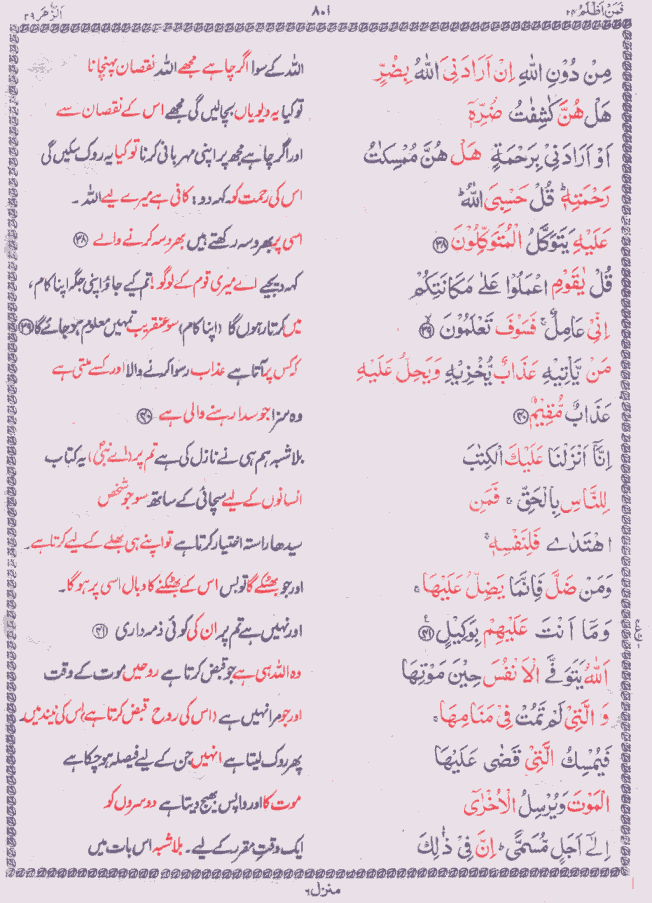 فَمَنْ اَظْلَمُ ۲۴ ۸۰۱ اَلزُّمَر ۳۹
مِنْ دُوْنِ اللّٰهِ اِنْ اَرَادَنِیَ اللّٰهُ بِضُرٍّ اللہ کے سوا اگر چاہے مجھے اللہ نقصان پہنچانا
هَلْ هُنَّ كٰشِفٰتُ ضُرِّهٖۤ تو کیا یہ دیویاں بچالیں گی مجھے اس کے نقصان سے
اَوْ اَرَادَنِیْ بِرَحْمَةٍ هَلْ هُنَّ مُمْسِكٰتُ اور اگر چاہے مجھ پر اپنی مہربانی کرنا تو کیا یہ روک سکیں گی
رَحْمَتِهٖ ؕ قُلْ حَسْبِیَ اللّٰهُ ؕ اس کی رحمت کو۔ کہہ دو؛ کافی ہے میرے لیے اللہ ۔
عَلَیْهِ یَتَوَكَّلُ الْمُتَوَكِّلُوْنَ ﴿۳۸﴾ اسی پر بھروسہ رکھتے ہیں بھروسہ کرنے والے ﴿۳۸﴾
قُلْ یٰقَوْمِ اعْمَلُوْا عَلٰی مَكَانَتِكُمْ کہہ دیجیے اے میری قوم کے لوگو! تم کیے جاؤ اپنی جگہ اپنا کام،
اِنِّیْ عَامِلٌ ۚ فَسَوْفَ تَعْلَمُوْنَ ﴿۳۹﴾ میں کرتا رہوں گا (اپنا کام) سو عنقریب تمہیں معلوم ہو جائے گا ﴿۳۹﴾
مَنْ یَّاْتِیْهِ عَذَابٌ یُّخْزِیْهِ وَیَحِلُّ عَلَیْهِ کہ کس پر آتا ہے عذاب رسوا کرنے والا اور کسے ملتی ہے
عَذَابٌ مُّقِیْمٌ ﴿۴۰﴾ وہ سزا جو سدا رہنے والی ہے ﴿۴۰﴾
اِنَّاۤ اَنْزَلْنَا عَلَیْكَ الْكِتٰبَ بلاشبہ ہم ہی نے نازل کی ہے تم پر (اے نبیؐ) یہ کتاب
لِلنَّاسِ بِالْحَقِّ ۚ فَمَنِ انسانوں کے لیے سچائی کے ساتھ سو جو شخص
اهْتَدٰی فَلِنَفْسِهٖ ۚ سیدھا راستہ اختیار کرتا ہے تو اپنے ہی بھلے کے لیے کرتا ہے۔
وَمَنْ ضَلَّ فَاِنَّمَا یَضِلُّ عَلَیْهَا ۚ اور جو بھٹکے گا تو بس اس کے بھٹکنے کا وبال اسی پر ہو گا۔
وَمَاۤ اَنْتَ عَلَیْهِمْ بِوَكِیْلٍ ﴿۴۱﴾ اور نہیں ہے تم پر ان کی کوئی ذمہ داری ﴿۴۱﴾
اَللّٰهُ یَتَوَفَّی الْاَنْفُسَ حِیْنَ مَوْتِهَا وہ اللہ ہی ہے جو قبض کرتا ہے روحیں موت کے وقت
وَ الَّتِیْ لَمْ تَمُتْ فِیْ مَنَامِهَا ۚ اور جو مرا نہیں ہے (اس کی روح قبض کرتا ہے) اس کی نیند میں۔
فَیُمْسِكُ الَّتِیْ قَضٰی عَلَیْهَا پھر روک لیتا ہے انہیں جن کے لیے فیصلہ ہو چکا ہے
الْمَوْتَ وَیُرْسِلُ الْاُخْرٰۤی موت کا اور واپس بھیج دیتا ہے دوسروں کو
اِلٰۤی اَجَلٍ مُّسَمًّی ؕ اِنَّ فِیْ ذٰلِكَ ایک وقتِ مقرر کے لیے۔ بلاشبہ اس بات میں
منزل ۶